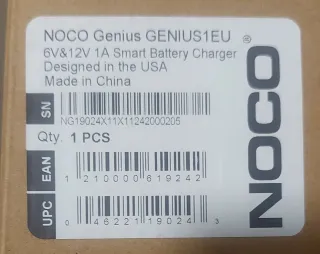 NOCO Genius GENIUS1EU
6V&12V 1A Smart Battery Charger
Designed in the USA
Made in China
SN
NG19024X11X11242000205
Qty. 1 PCS
EAN
1 210000 619242
UPC
0 46221 19024 3
NOCO®